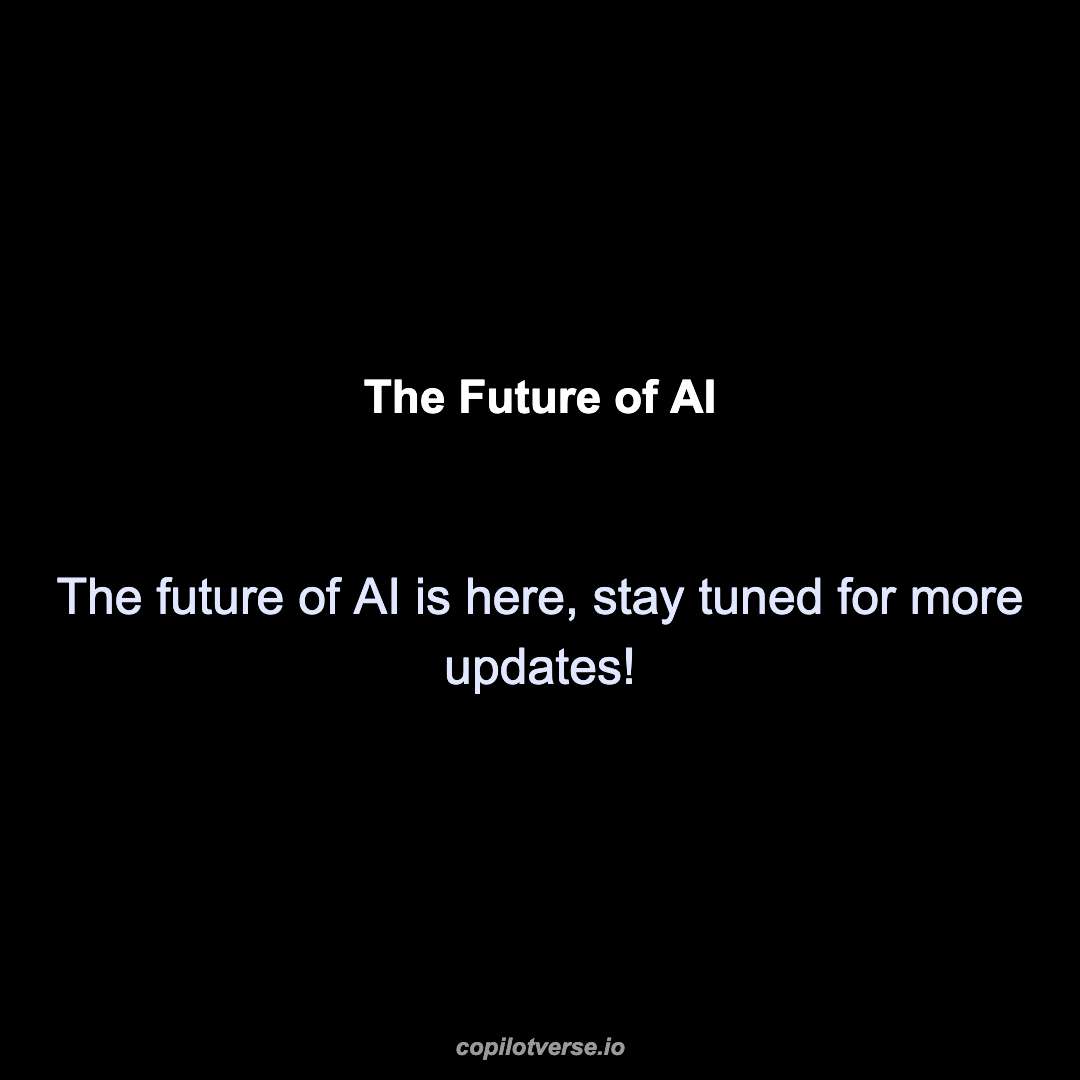 The Future of AI
The future of AI is here, stay tuned for more
updates!
copilotverse.io